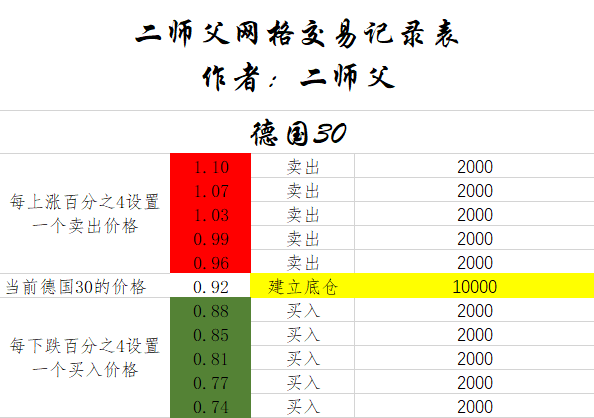 二师父网格交易记录表
作者：二师父
德国30
每上涨百分之4设置
一个卖出价格
1.10 卖出 2000
1.07 卖出 2000
1.03 卖出 2000
0.99 卖出 2000
0.96 卖出 2000
当前德国30的价格 0.92 建立底仓 10000
每下跌百分之4设置
一个买入价格
0.88 买入 2000
0.85 买入 2000
0.81 买入 2000
0.77 买入 2000
0.74 买入 2000